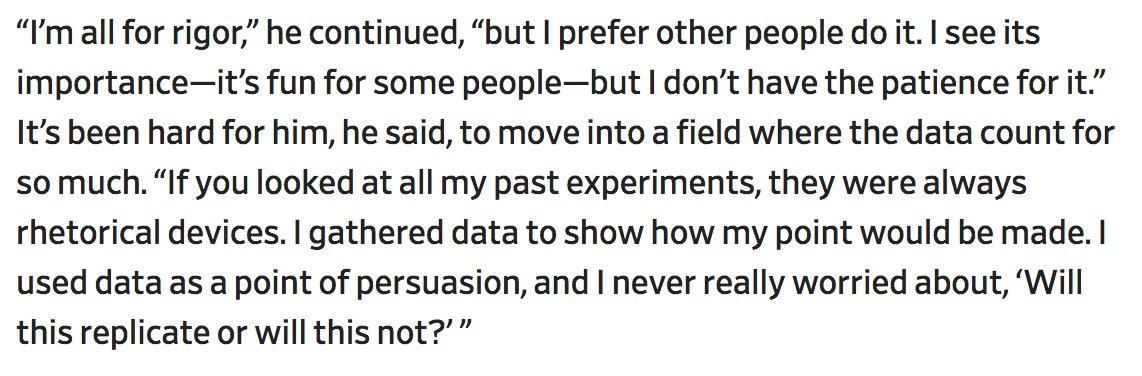 “I’m all for rigor,” he continued, “but I prefer other people do it. I see its
importance—it’s fun for some people—but I don’t have the patience for it.”
It’s been hard for him, he said, to move into a field where the data count for
so much. “If you looked at all my past experiments, they were always
rhetorical devices. I gathered data to show how my point would be made. I
used data as a point of persuasion, and I never really worried about, ‘Will
this replicate or will this not?’ ”